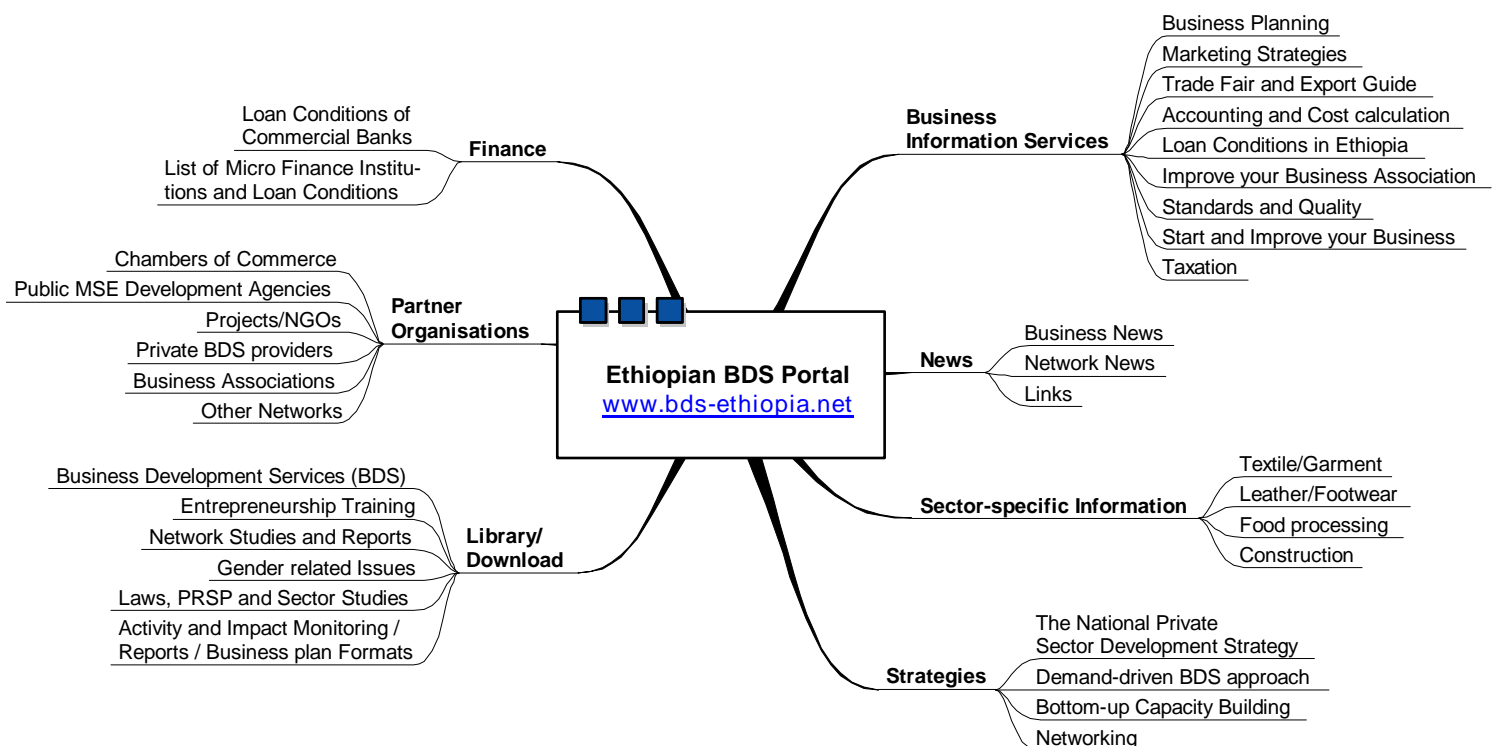 Ethiopian BDS Portal
www.bds-ethiopia.net
Business
Information Services
Business Planning
Marketing Strategies
Trade Fair and Export Guide
Accounting and Cost calculation
Loan Conditions in Ethiopia
Improve your Business Association
Standards and Quality
Start and Improve your Business
Taxation
News
Business News
Network News
Links
Sector-specific Information
Textile/Garment
Leather/Footwear
Food processing
Construction
Strategies
The National Private
Sector Development Strategy
Demand-driven BDS approach
Bottom-up Capacity Building
Networking
Finance
Loan Conditions of
Commercial Banks
List of Micro Finance Institu-
tions and Loan Conditions
Partner
Organisations
Chambers of Commerce
Public MSE Development Agencies
Projects/NGOs
Private BDS providers
Business Associations
Other Networks
Library/
Download
Business Development Services (BDS)
Entrepreneurship Training
Network Studies and Reports
Gender related Issues
Laws, PRSP and Sector Studies
Activity and Impact Monitoring /
Reports / Business plan Formats